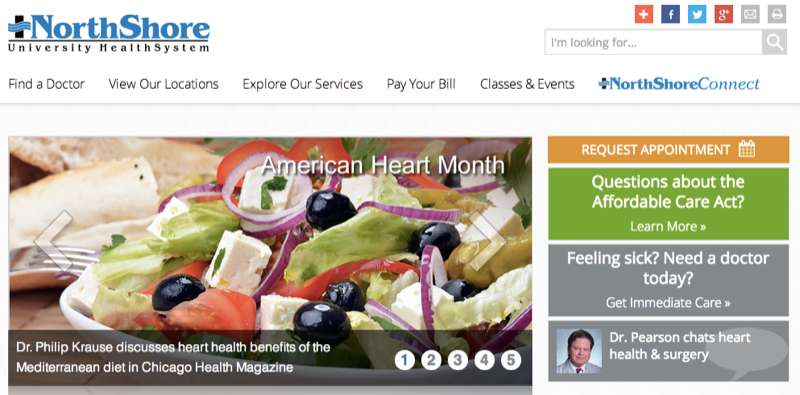 NorthShore
University HealthSystem
I'm looking for...
Find a Doctor View Our Locations Explore Our Services Pay Your Bill Classes & Events NorthShoreConnect
American Heart Month
Dr. Philip Krause discusses heart health benefits of the
Mediterranean diet in Chicago Health Magazine
1 2 3 4 5
REQUEST APPOINTMENT
Questions about the
Affordable Care Act?
Learn More »
Feeling sick? Need a doctor
today?
Get Immediate Care »
Dr. Pearson chats heart
health & surgery